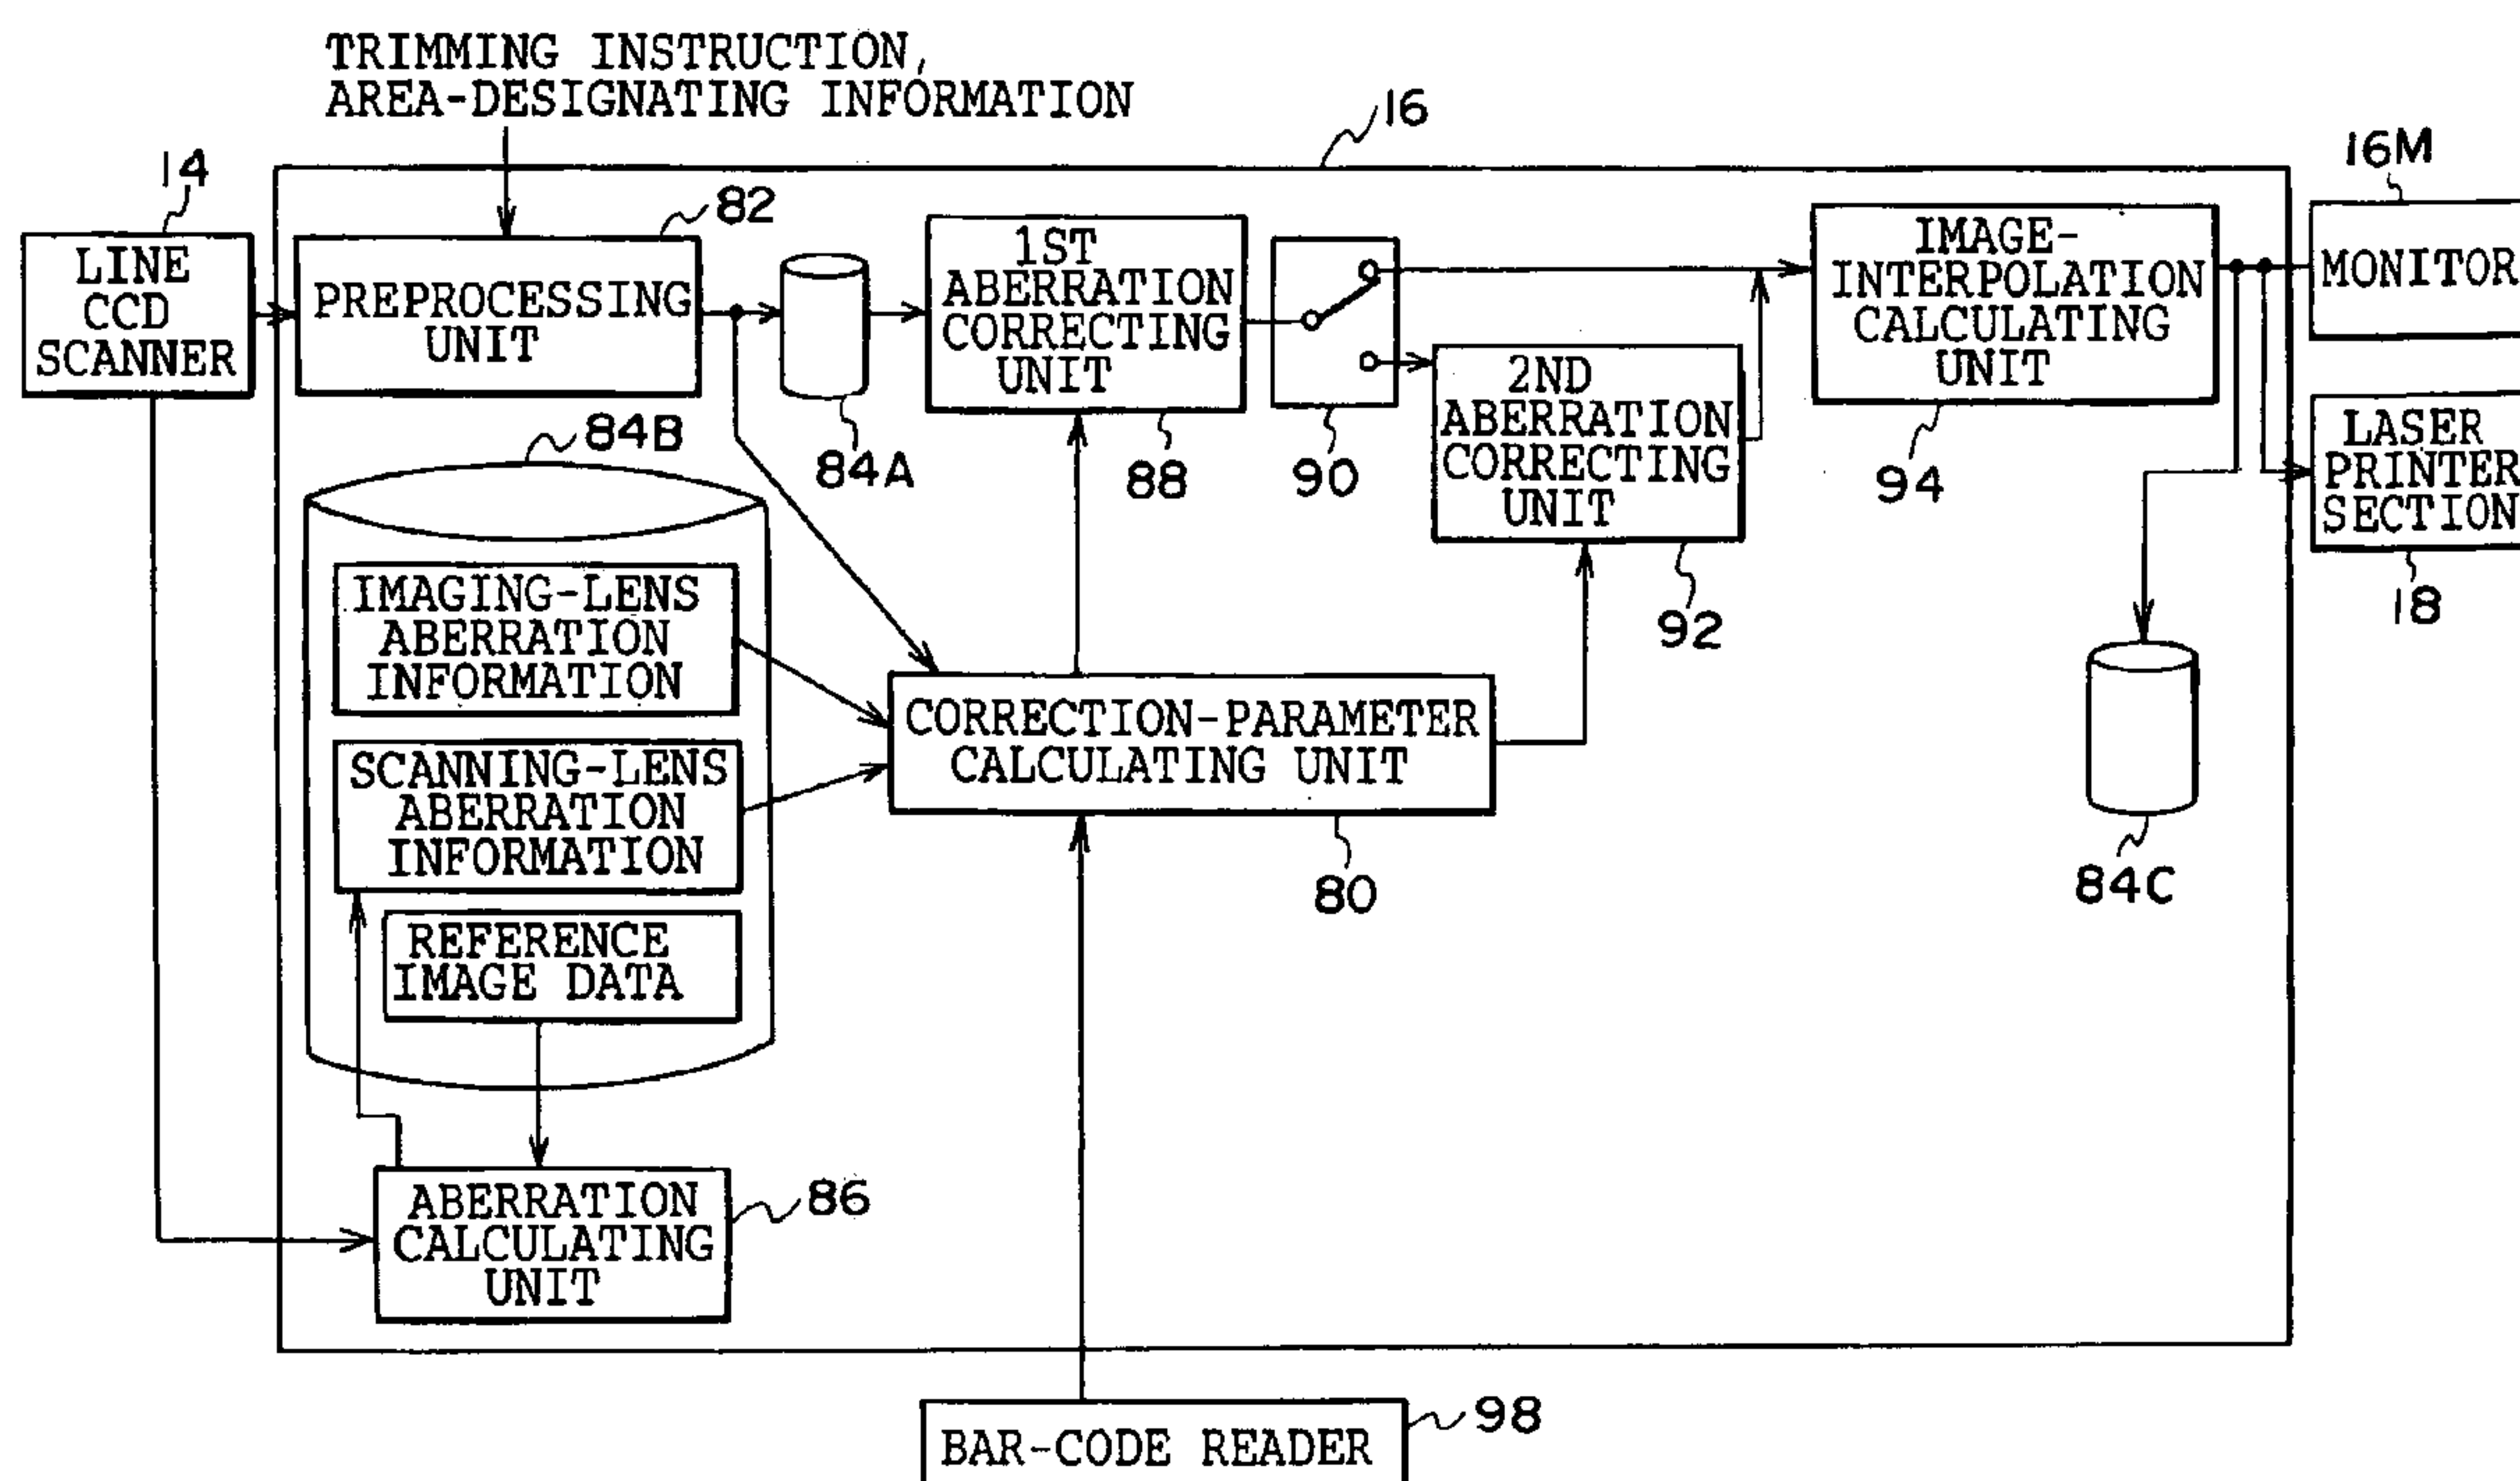 TRIMMING INSTRUCTION,
AREA-DESIGNATING INFORMATION
16
14
16M
82
LINE
CCD
SCANNER
PREPROCESSING
UNIT
84A
1ST
ABERRATION
CORRECTING
UNIT
88
90
2ND
ABERRATION
CORRECTING
UNIT
92
IMAGE-
INTERPOLATION
CALCULATING
UNIT
94
MONITOR
LASER
PRINTER
SECTION
18
84B
IMAGING-LENS
ABERRATION
INFORMATION
SCANNING-LENS
ABERRATION
INFORMATION
REFERENCE
IMAGE DATA
CORRECTION-PARAMETER
CALCULATING UNIT
80
84C
ABERRATION
CALCULATING
UNIT
86
BAR-CODE READER
98